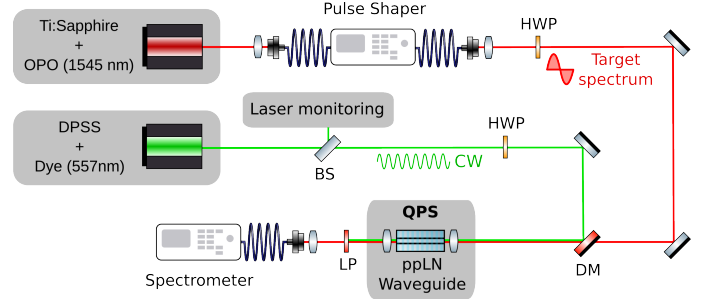 Pulse Shaper
Ti:Sapphire
+
OPO (1545 nm)
HWP
Target
spectrum
Laser monitoring
DPSS
+
Dye (557nm)
BS
CW
HWP
QPS
ppLN
Waveguide
Spectrometer
LP
DM